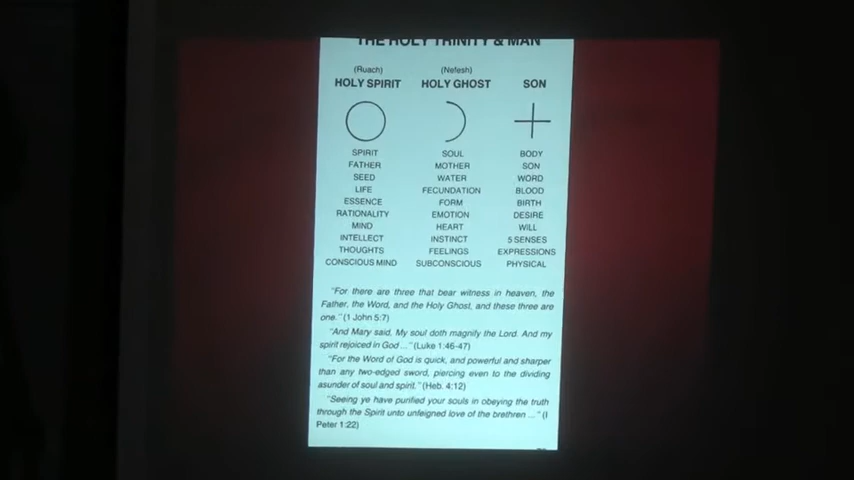 THE HOLY TRINITY & MAN
(Ruach) (Nefesh)
HOLY SPIRIT HOLY GHOST SON
SPIRIT SOUL BODY
FATHER MOTHER SON
SEED WATER WORD
LIFE FECUNDATION BLOOD
ESSENCE FORM BIRTH
RATIONALITY EMOTION DESIRE
MIND HEART WILL
INTELLECT INSTINCT 5 SENSES
THOUGHTS FEELINGS EXPRESSIONS
CONSCIOUS MIND SUBCONSCIOUS PHYSICAL
"For there are three that bear witness in heaven, the
Father, the Word, and the Holy Ghost, and these three are
one." (1 John 5:7)
"And Mary said, My soul doth magnify the Lord. And my
spirit rejoiced in God ..." (Luke 1:46-47)
"For the Word of God is quick, and powerful and sharper
than any two-edged sword, piercing even to the dividing
asunder of soul and spirit." (Heb. 4:12)
"Seeing ye have purified your souls in obeying the truth
through the Spirit unto unfeigned love of the brethren ..." (I
Peter 1:22)